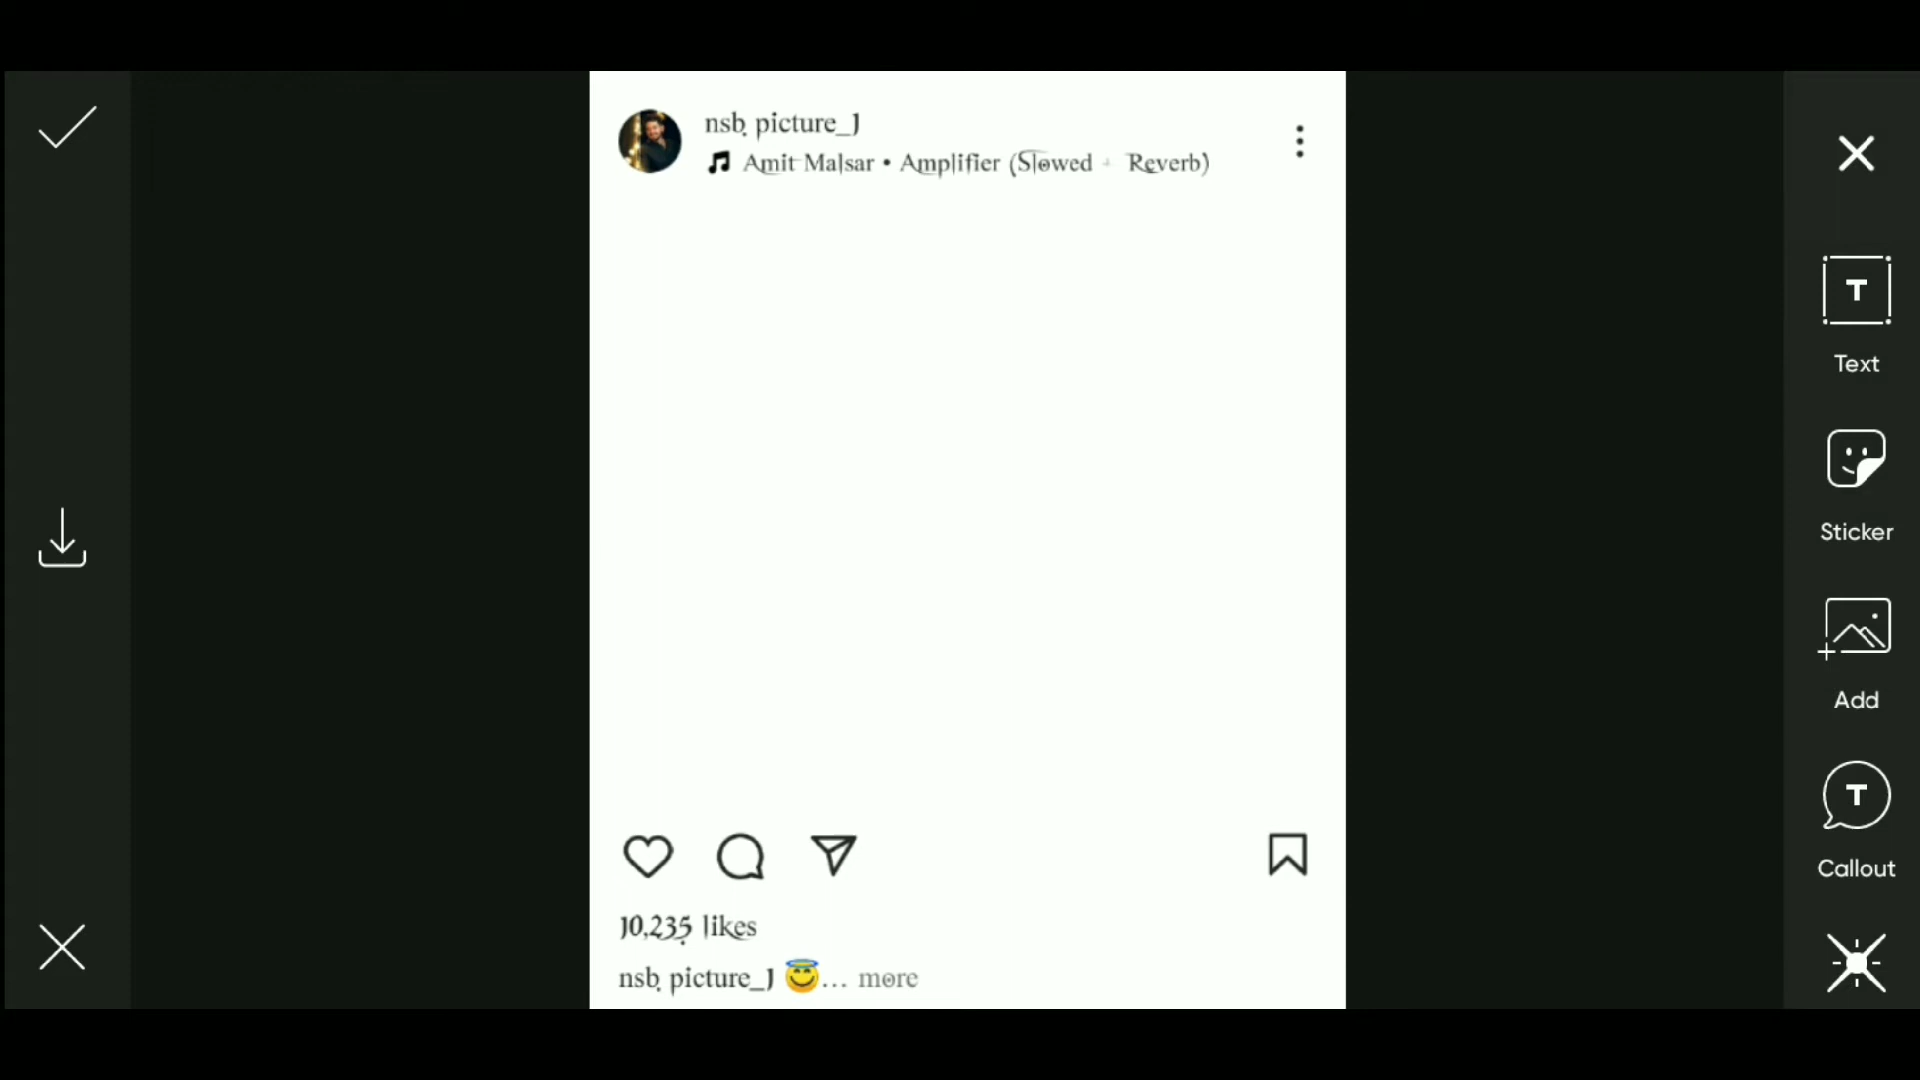 nsb picture_J
Amit Malsar • Amplifier (Slowed + Reverb)
T
Text
Sticker
Add
T
Callout
10,235 likes
nsb picture_J 😇... more